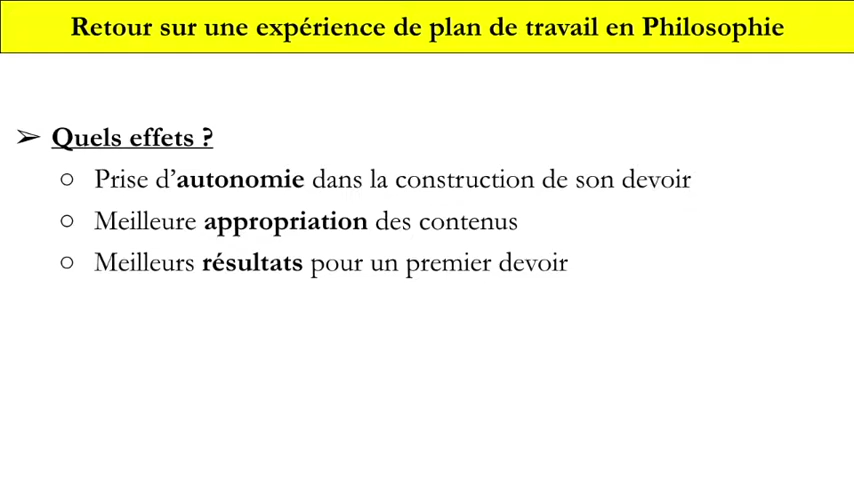 Retour sur une expérience de plan de travail en Philosophie
➢ Quels effets ?
○ Prise d’autonomie dans la construction de son devoir
○ Meilleure appropriation des contenus
○ Meilleurs résultats pour un premier devoir